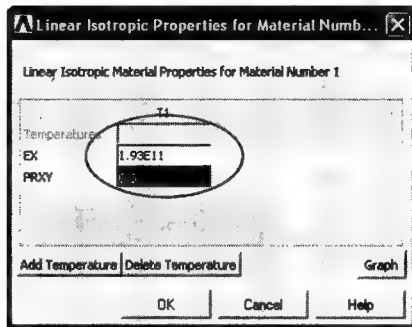 Linear Isotropic Properties for Material Numb...
Linear Isotropic Material Properties for Material Number 1
T1
Temperatures
EX 1.93E11
PRXY
Add Temperature Delete Temperature Graph
OK Cancel Help